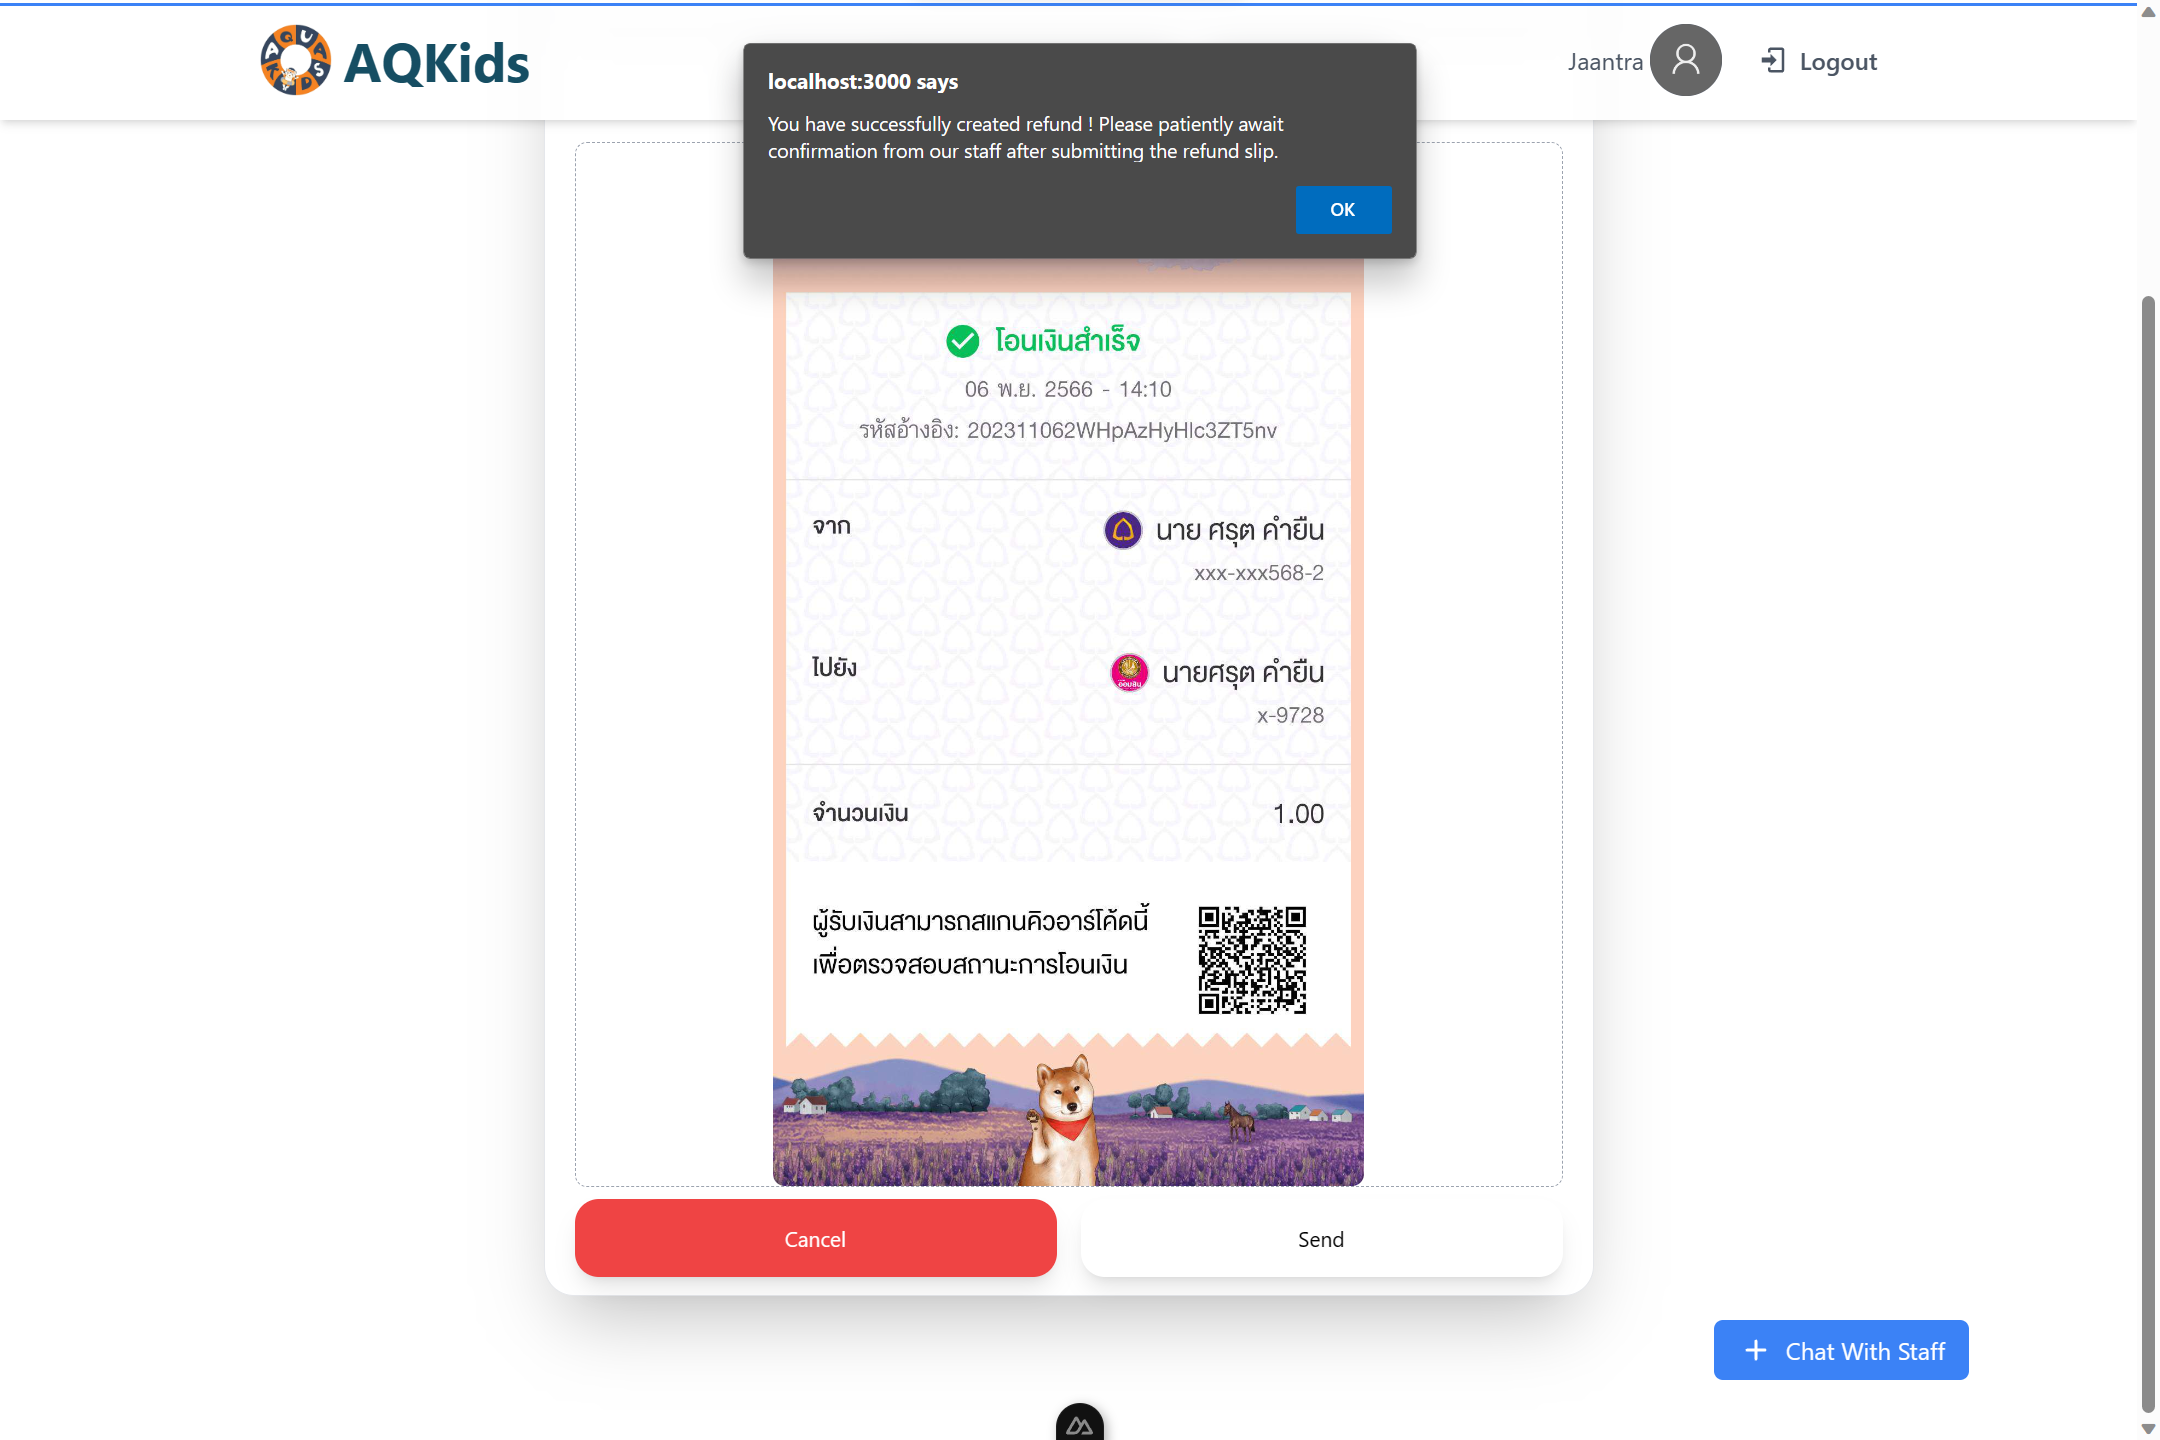 AQUA KIDS
AQKids
Jaantra
Logout
localhost:3000 says
You have successfully created refund ! Please patiently await
confirmation from our staff after submitting the refund slip.
OK
โอนเงินสำเร็จ
06 พ.ย. 2566 - 14:10
รหัสอ้างอิง: 202311062WHpAzHyHlc3ZT5nv
จาก
นาย ศรุต คำยืน
xxx-xxx568-2
ไปยัง
ออมสิน
นายศรุต คำยืน
x-9728
จำนวนเงิน
1.00
ผู้รับเงินสามารถสแกนคิวอาร์โค้ดนี้
เพื่อตรวจสอบสถานะการโอนเงิน
Cancel
Send
Chat With Staff